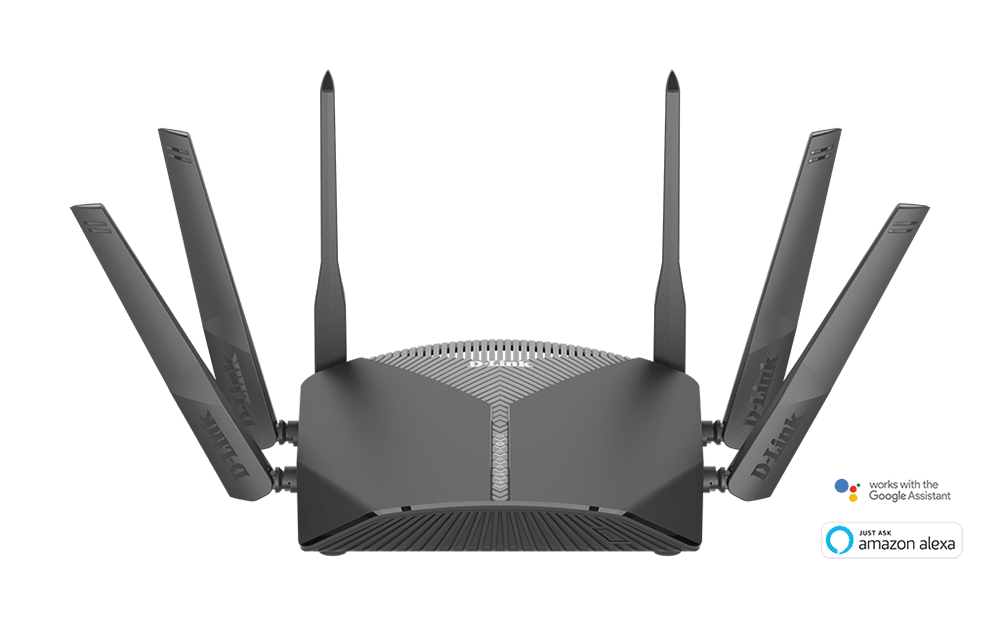 D-Link
D-Link
D-Link
D-Link
D-Link
works with the
Google Assistant
JUST ASK
amazon alexa